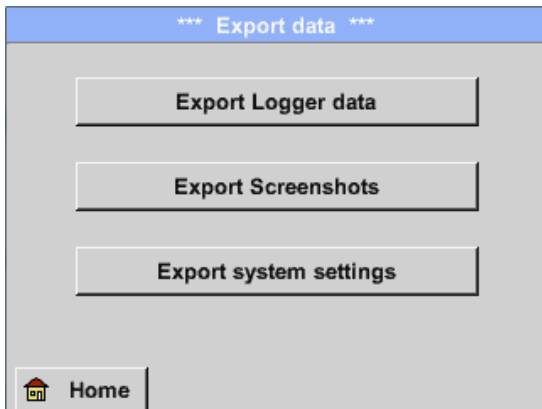 *** Export data ***
Export Logger data
Export Screenshots
Export system settings
Home